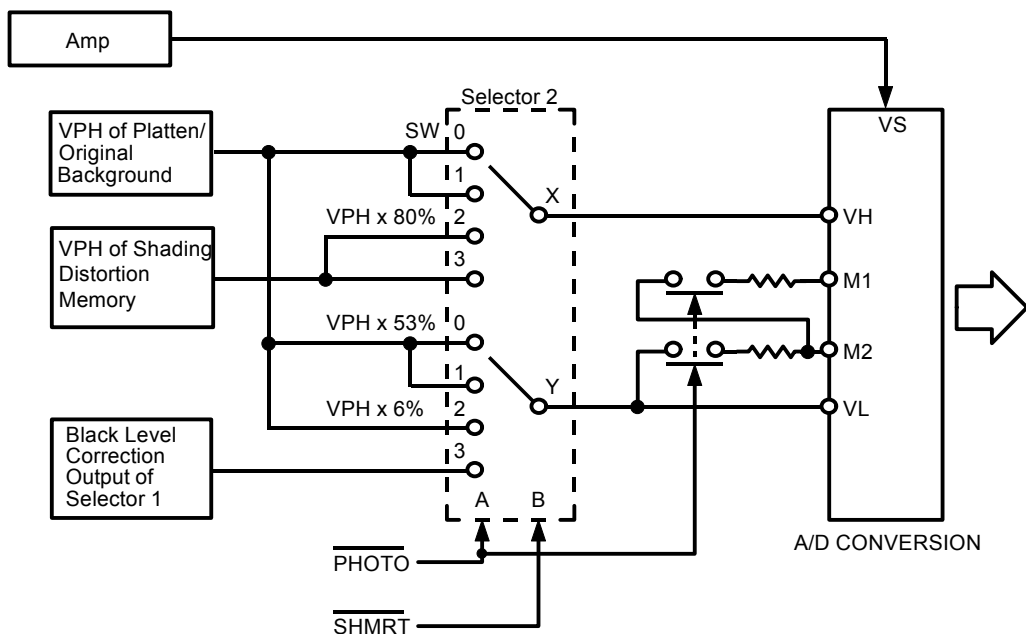 Amp
VS
Selector 2
VPH of Platten/
Original
Background
SW
0
1
VPH x 80%
2
3
X
VH
VPH of Shading
Distortion
Memory
M1
VPH x 53%
0
1
M2
VPH x 6%
2
Y
VL
Black Level
Correction
Output of
Selector 1
3
A
B
A/D CONVERSION
PHOTO
SHMRT